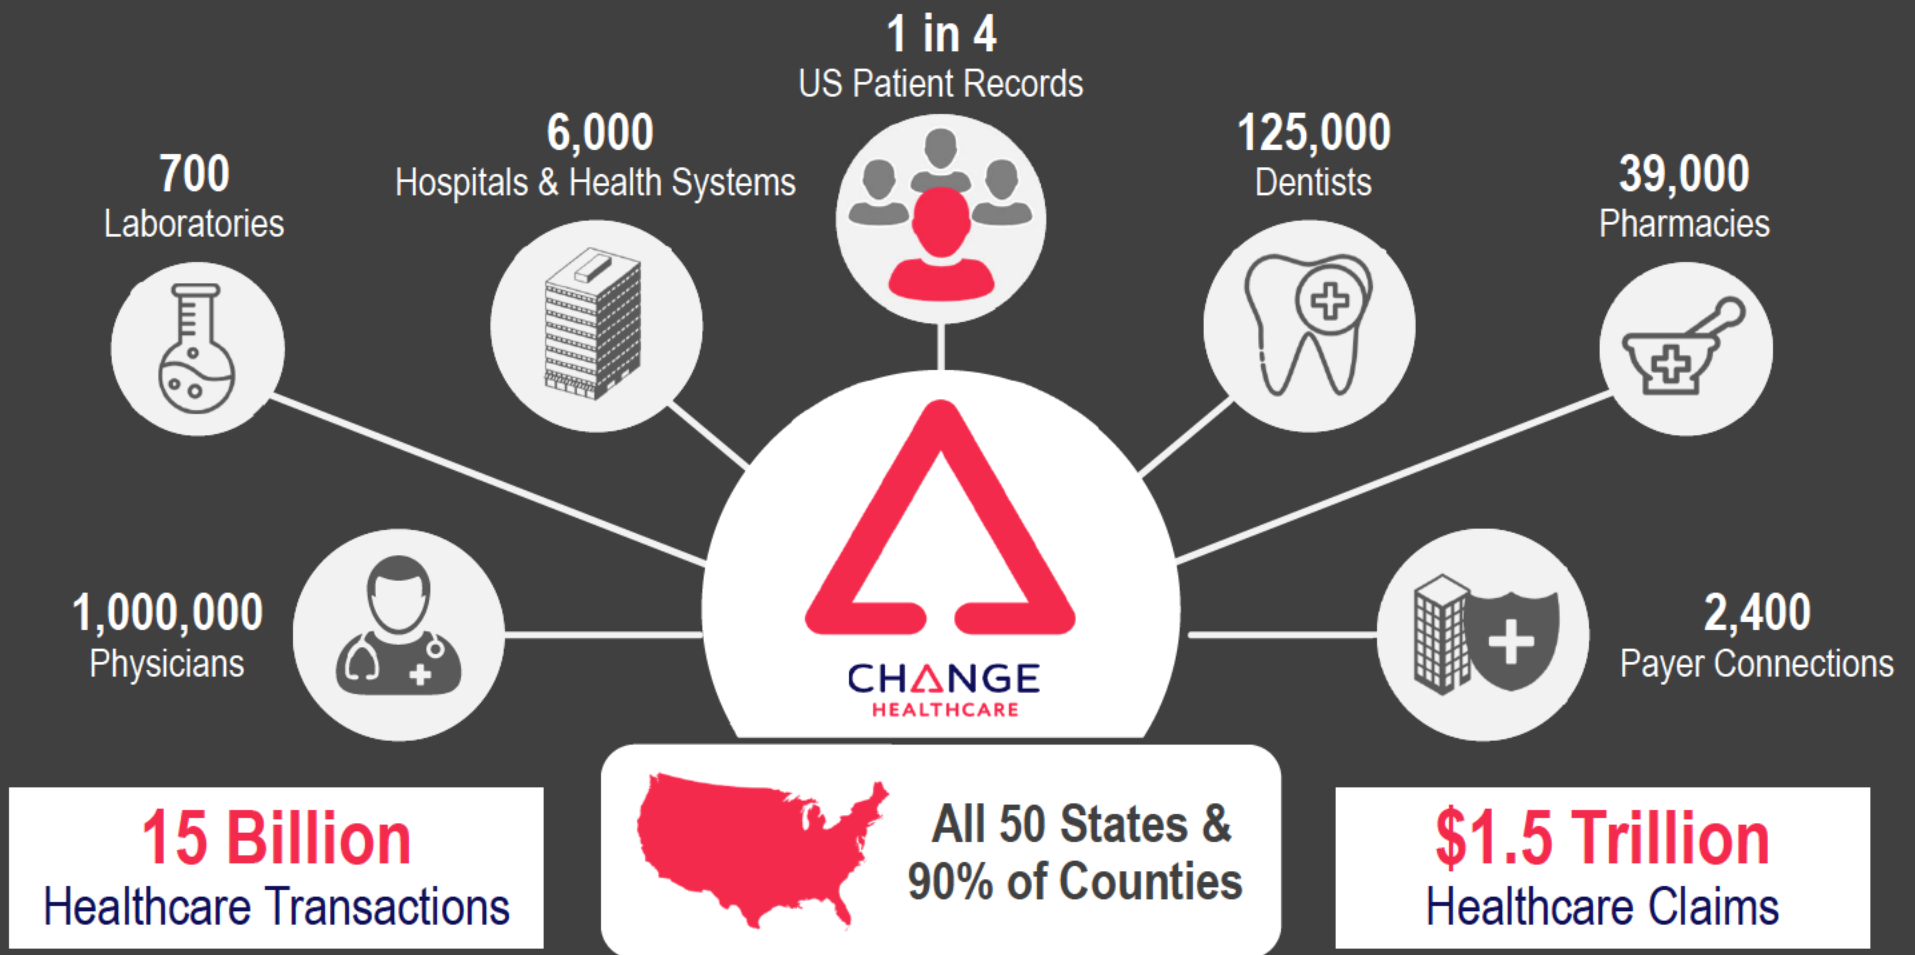 1 in 4
US Patient Records
6,000
Hospitals & Health Systems
125,000
Dentists
700
Laboratories
39,000
Pharmacies
1,000,000
Physicians
CHANGE
HEALTHCARE
2,400
Payer Connections
15 Billion
Healthcare Transactions
All 50 States &
90% of Counties
$1.5 Trillion
Healthcare Claims